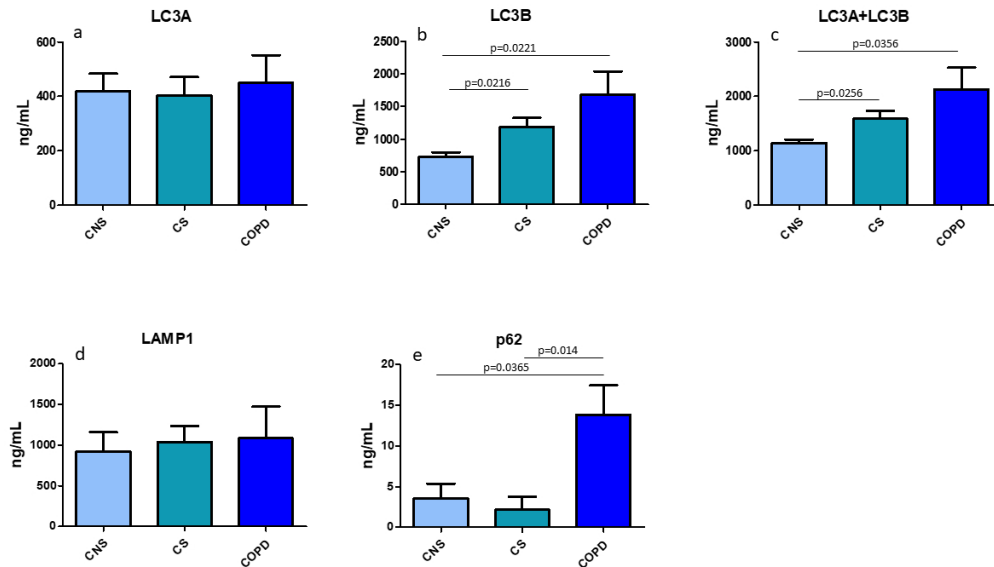 LC3A
a
ng/mL
600
400
200
0
CNS
CS
COPD
LC3B
b
p=0.0221
p=0.0216
ng/mL
2500
2000
1500
1000
500
0
CNS
CS
COPD
LC3A+LC3B
c
p=0.0356
p=0.0256
ng/mL
3000
2000
1000
0
CNS
CS
COPD
LAMP1
d
ng/mL
2000
1500
1000
500
0
CNS
CS
COPD
p62
e
p=0.014
p=0.0365
ng/mL
20
15
10
5
0
CNS
CS
COPD